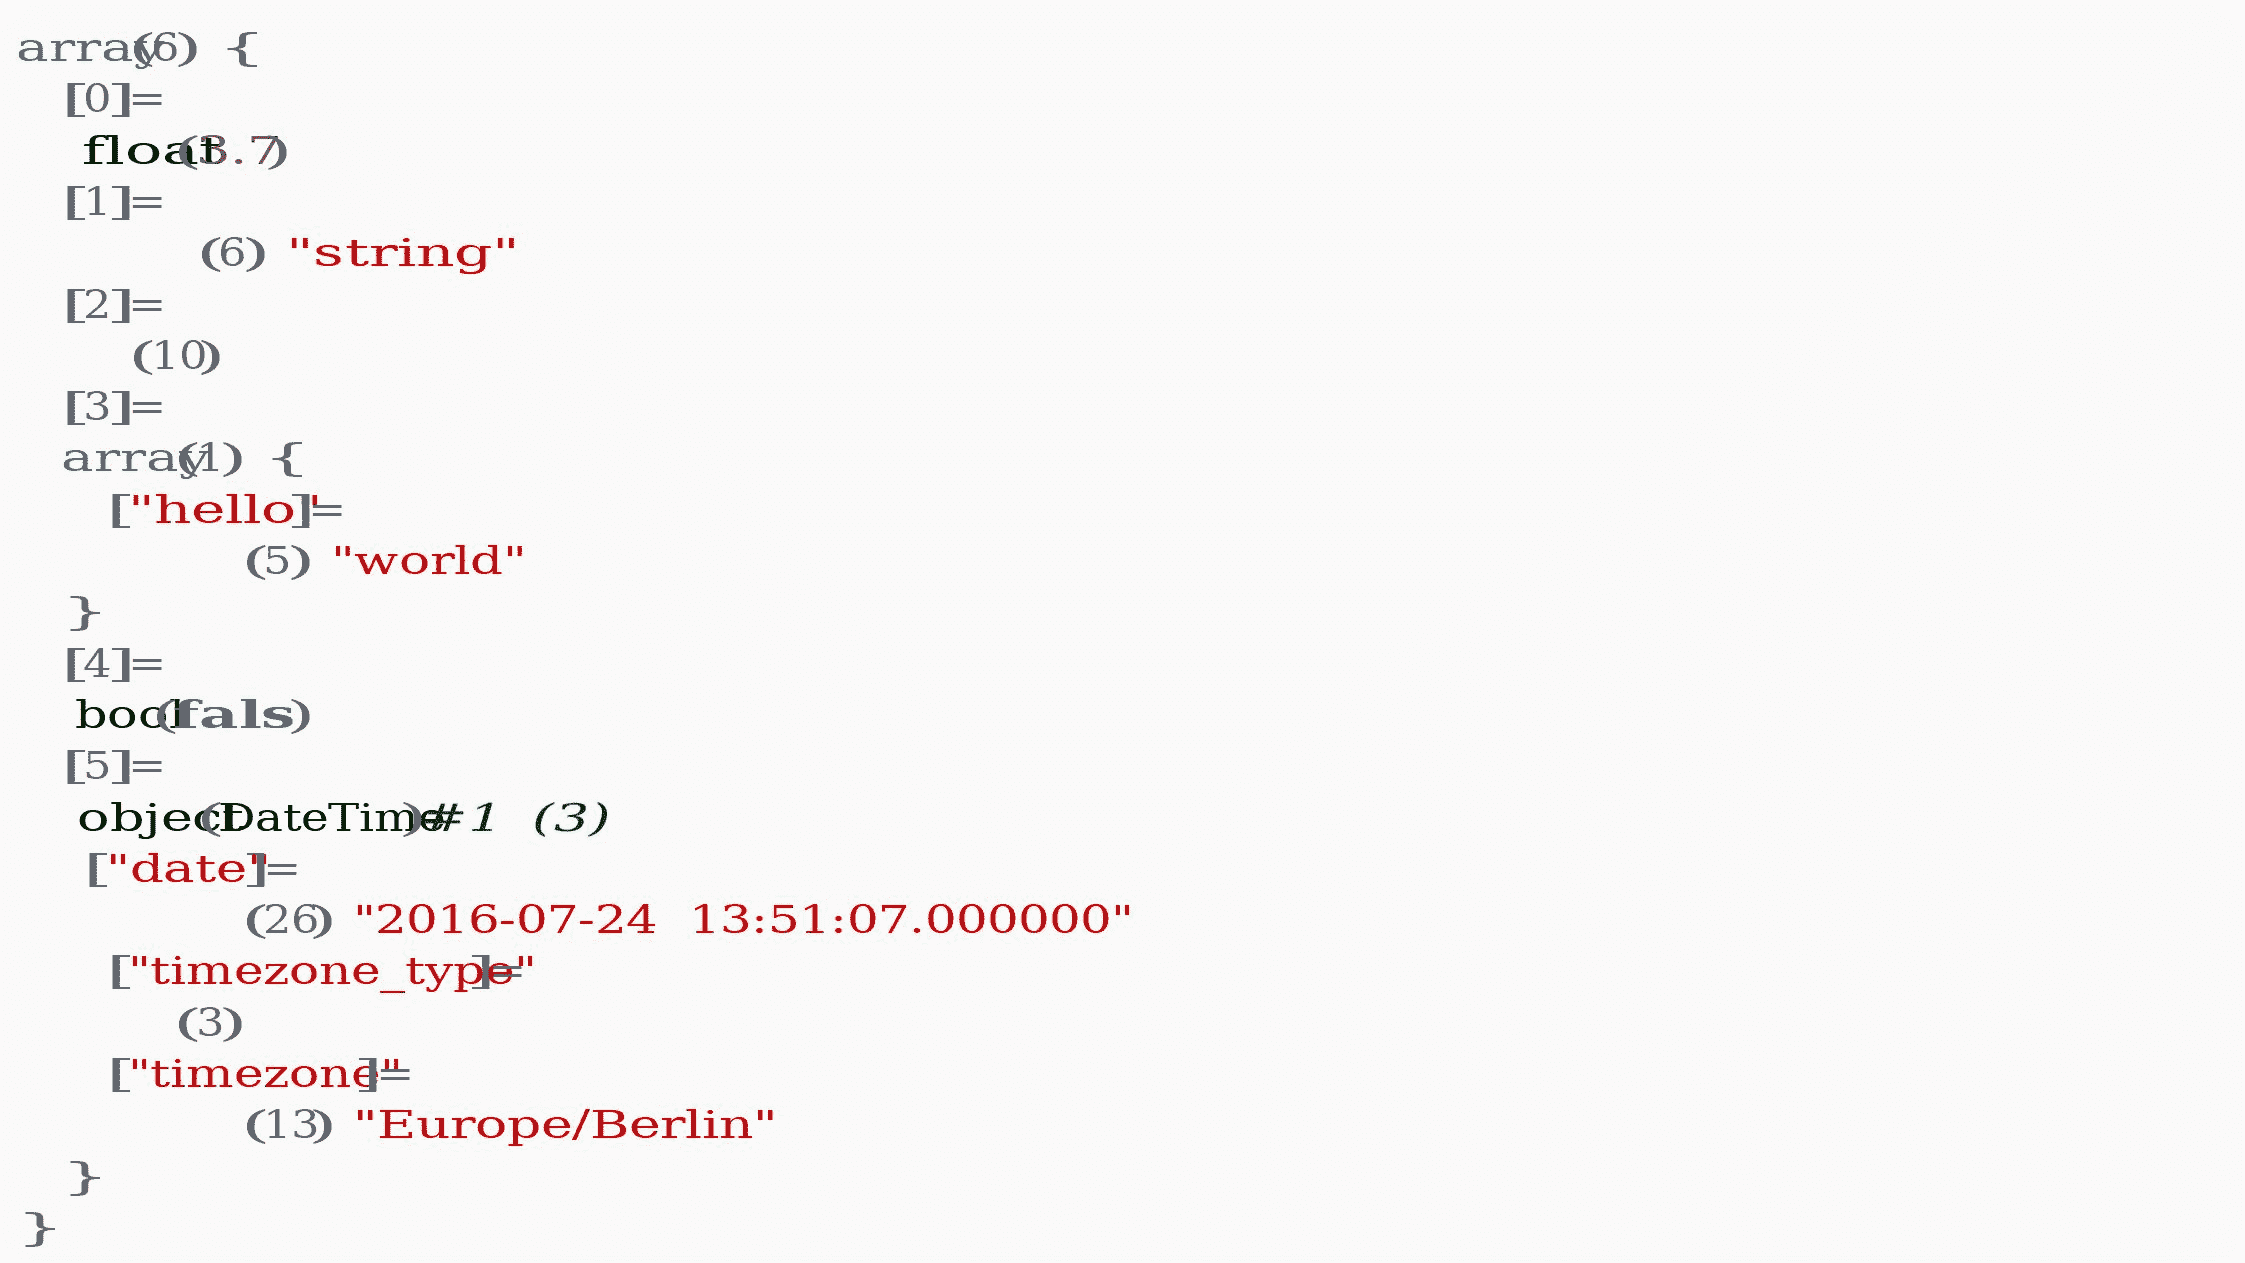 array(6) {
[0]=
float(3.7)
[1]=
(6) "string"
[2]=
(10)
[3]=
array(1) {
["hello"]=
(5) "world"
}
[4]=
bool(fals)
[5]=
object(DateTime)#1 (3)
["date"]=
(26) "2016-07-24 13:51:07.000000"
["timezone_type"]=
(3)
["timezone"]=
(13) "Europe/Berlin"
}
}